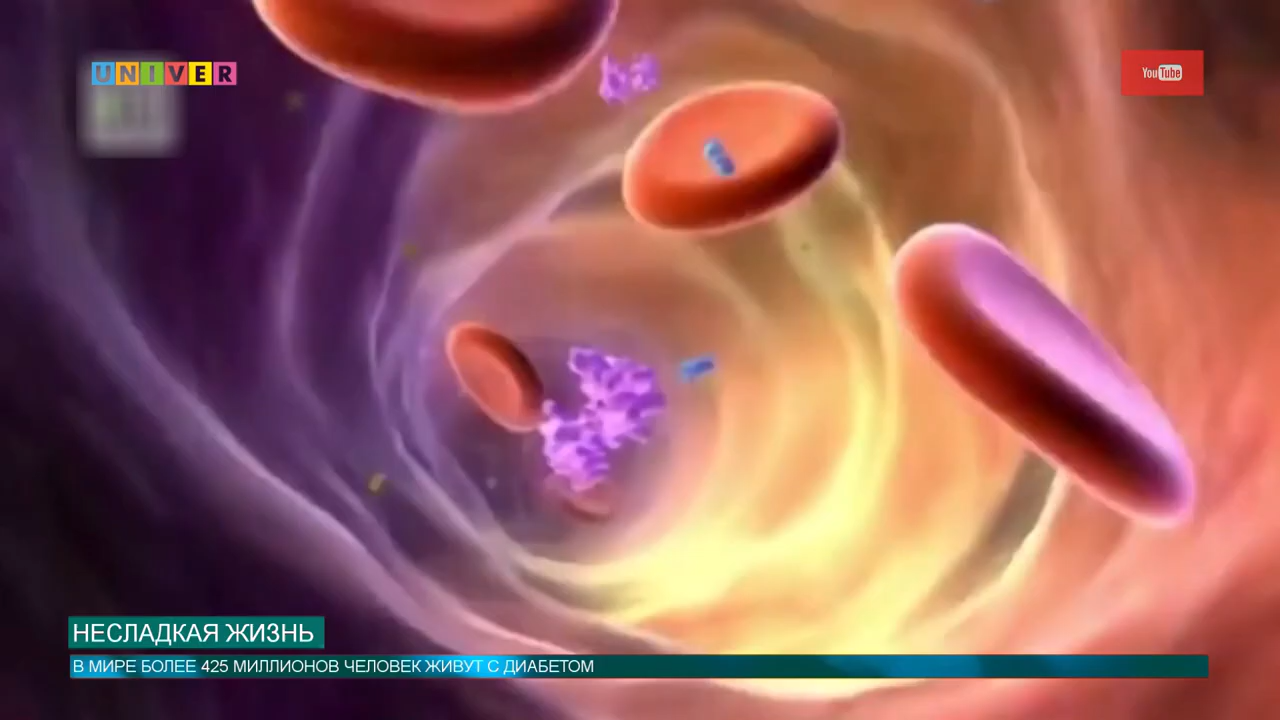 UNIVER
YouTube
НЕСЛАДКАЯ ЖИЗНЬ
В МИРЕ БОЛЕЕ 425 МИЛЛИОНОВ ЧЕЛОВЕК ЖИВУТ С ДИАБЕТОМ